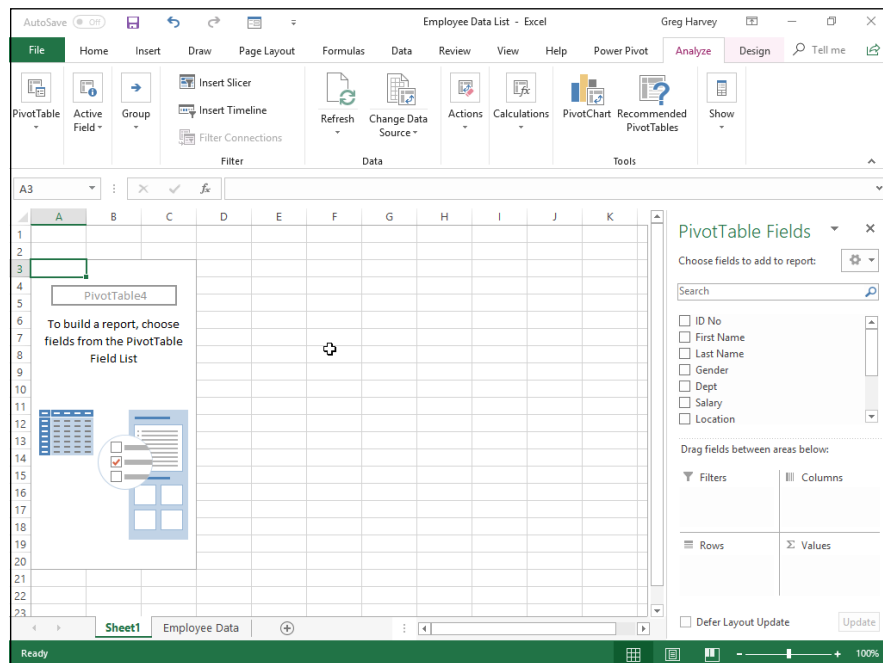 AutoSave Off
Employee Data List - Excel
Greg Harvey
File Home Insert Draw Page Layout Formulas Data Review View Help Power Pivot Analyze Design Tell me
PivotTable
Active
Field
Group
Insert Slicer
Insert Timeline
Filter Connections
Filter
Refresh
Change Data
Source
Data
Actions
Calculations
PivotChart
Recommended
PivotTables
Tools
Show
A3
fx
A B C D E F G H I J K
1
2
3
4
5
6
7
8
9
10
11
12
13
14
15
16
17
18
19
20
21
22
23
PivotTable4
To build a report, choose
fields from the PivotTable
Field List
PivotTable Fields
Choose fields to add to report:
Search
ID No
First Name
Last Name
Gender
Dept
Salary
Location
Drag fields between areas below:
Filters
Columns
Rows
Σ Values
Defer Layout Update
Update
Sheet1 Employee Data
Ready
100%